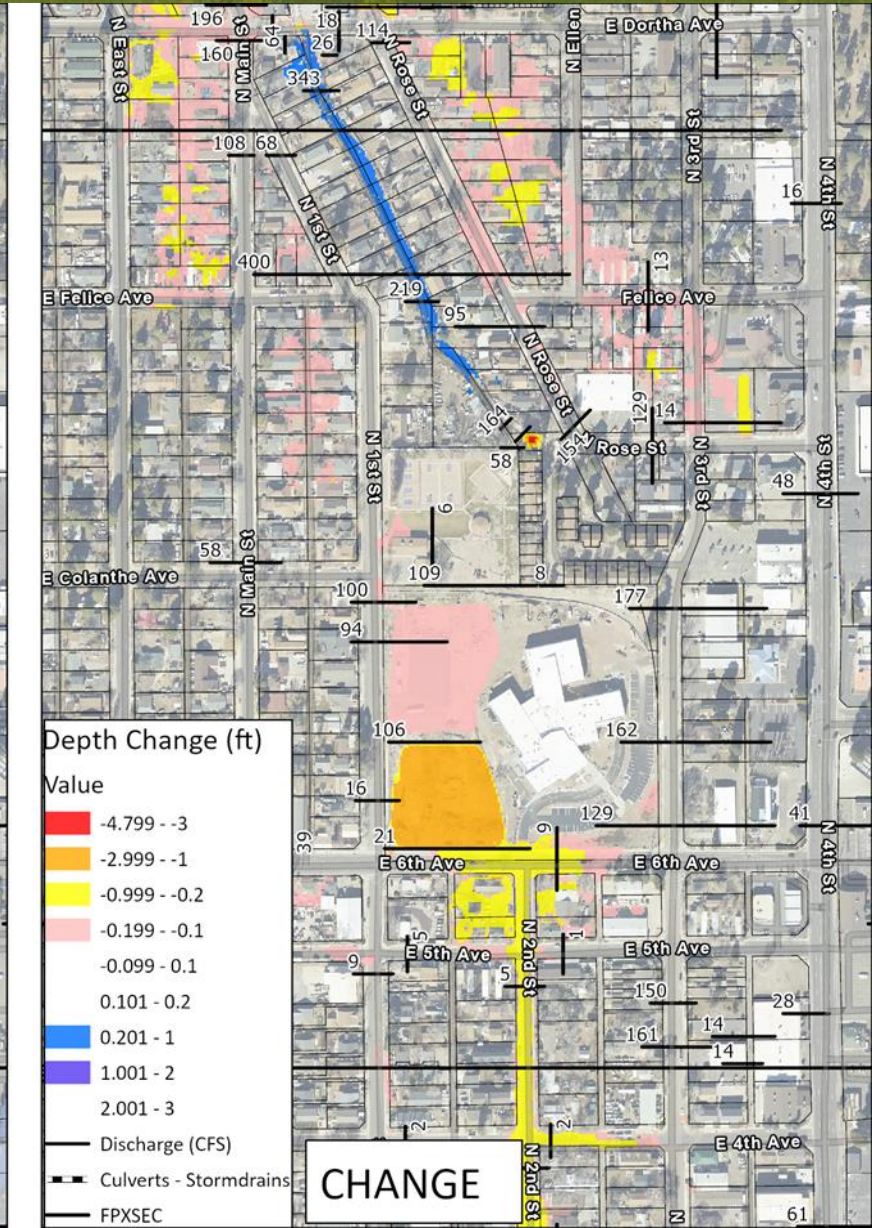 196
18
E Dortha Ave
N East St
N Main St
64
26
114
N Ellen
160
N Rose St
343
N 3rd St
108
68
16
N 4th St
N 1st St
400
13
E Felice Ave
219
Felice Ave
95
N Rose St
129
14
164
154
2
N Rose St
58
N 1st St
N 3rd St
N 4th St
48
6
N Main St
58
E Colanthe Ave
109
8
100
177
94
106
162
16
39
21
9
129
41
N 4th St
E 6th Ave
E 6th Ave
5
1
E 5th Ave
E 5th Ave
9
5
N 2nd St
150
28
161
14
14
2
2
E 4th Ave
N 2nd St
N
61
Depth Change (ft)
Value
-4.799 - -3
-2.999 - -1
-0.999 - -0.2
-0.199 - -0.1
-0.099 - 0.1
0.101 - 0.2
0.201 - 1
1.001 - 2
2.001 - 3
Discharge (CFS)
Culverts - Stormdrains
FPXSEC
CHANGE